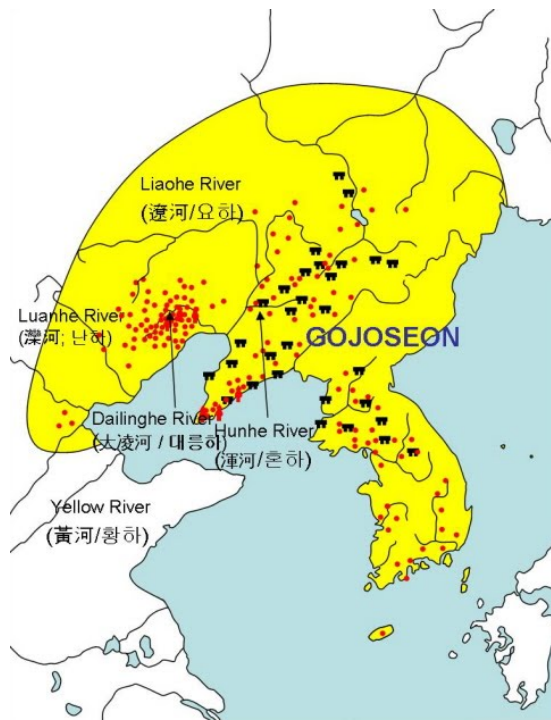 Liaohe River
(遼河/요하)
GOJOSEON
Luanhe River
(灤河; 난하)
Dailinghe River
(大凌河 / 대릉하)
Hunhe River
(渾河/혼하)
Yellow River
(黃河/황하)